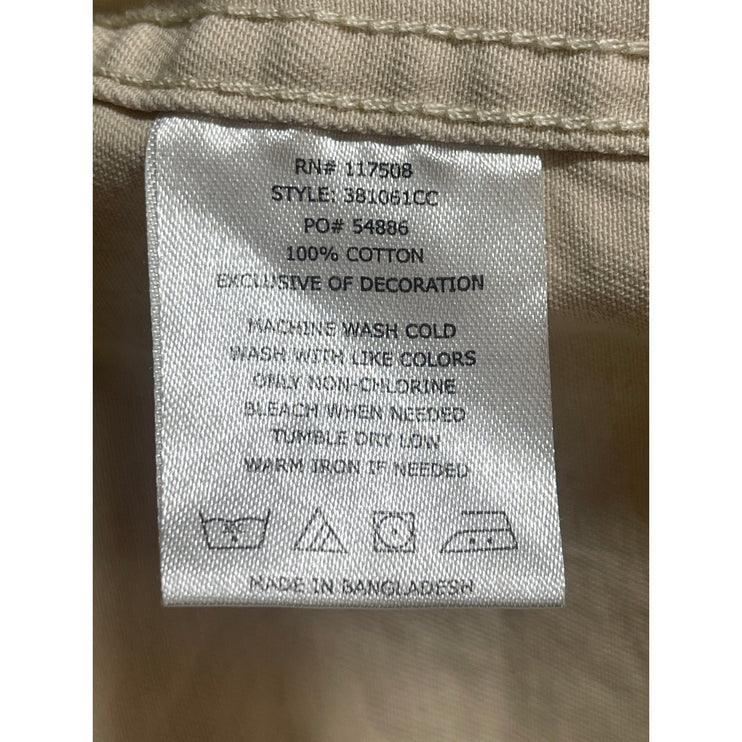 RN# 117508
STYLE: 381061CC
PO# 54886
100% COTTON
EXCLUSIVE OF DECORATION
MACHINE WASH COLD
WASH WITH LIKE COLORS
ONLY NON-CHLORINE
BLEACH WHEN NEEDED
TUMBLE DRY LOW
WARM IRON IF NEEDED
MADE IN BANGLADESH